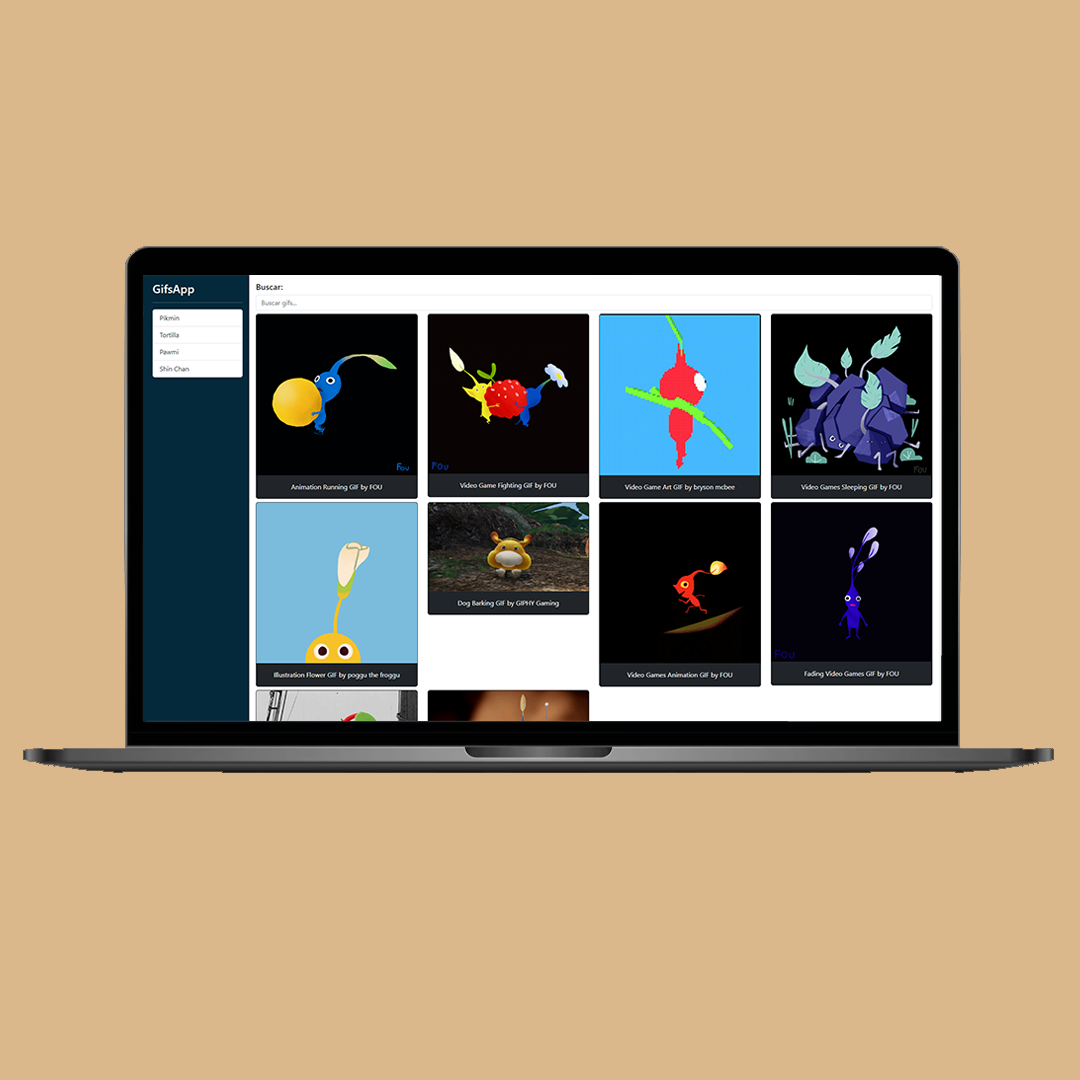 GifsApp
Pikmin
Tortilla
Pawmi
Shin Chan
Buscar:
Buscar gifs...
FOU
Animation Running GIF by FOU
FOU
Video Game Fighting GIF by FOU
Video Game Art GIF by bryson mcbee
FOU
Video Games Sleeping GIF by FOU
Illustration Flower GIF by poggu the froggu
Dog Barking GIF by GIPHY Gaming
Video Games Animation GIF by FOU
FOU
Fading Video Games GIF by FOU